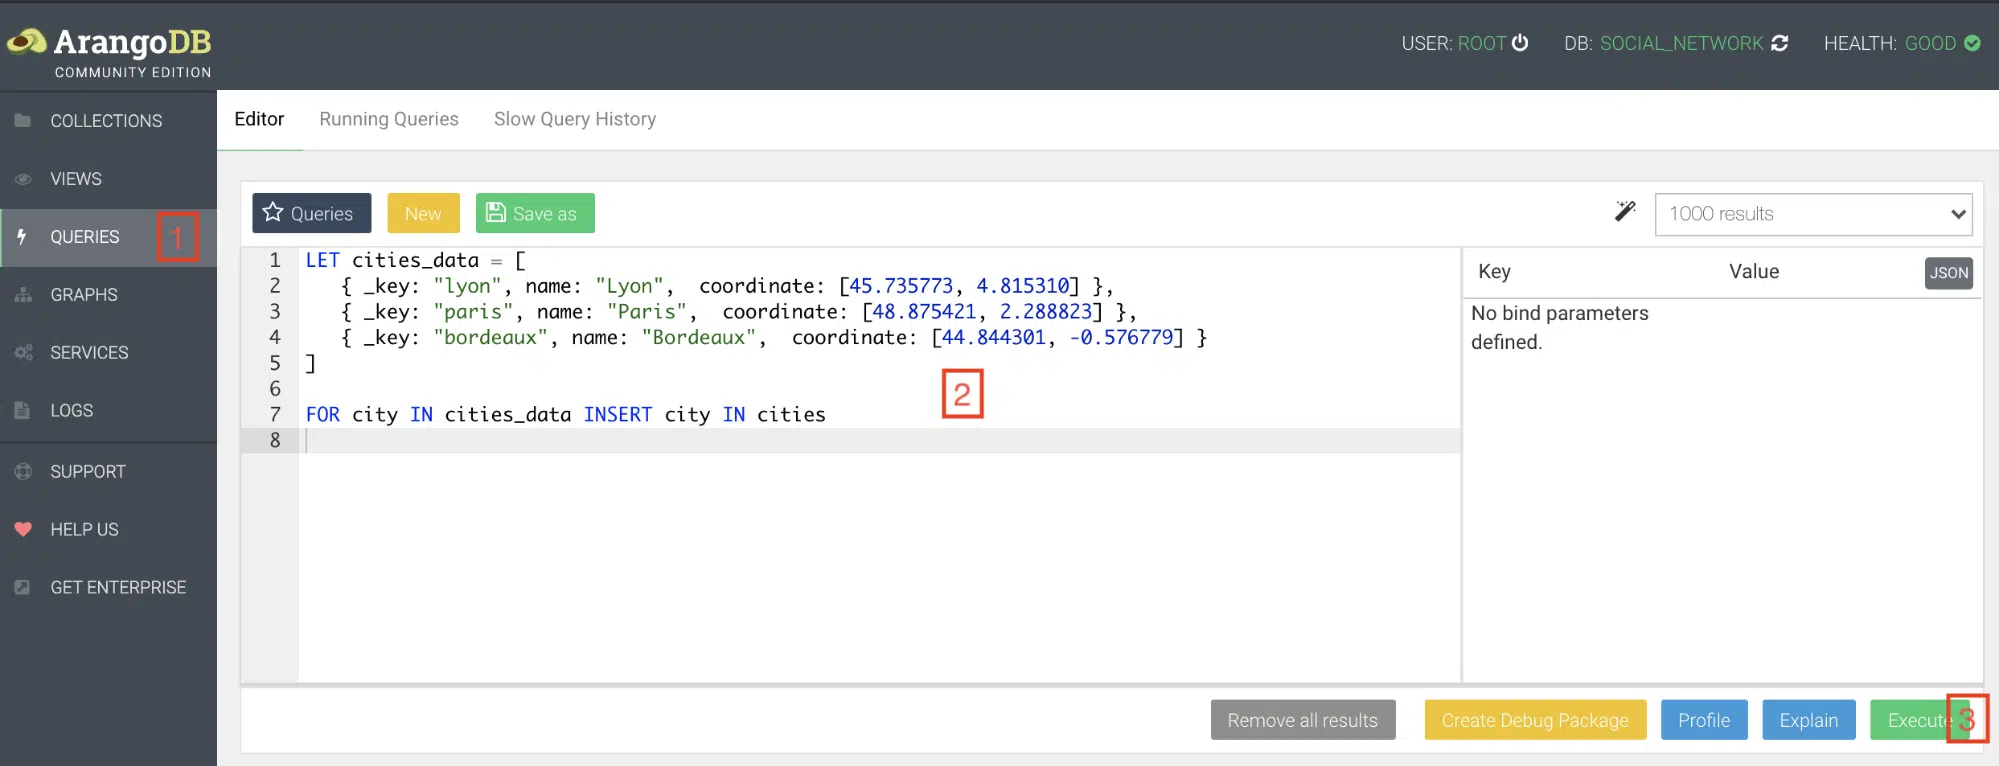 ArangoDB
COMMUNITY EDITION
USER: ROOT DB: SOCIAL_NETWORK HEALTH: GOOD
COLLECTIONS
VIEWS
QUERIES 1
GRAPHS
SERVICES
LOGS
SUPPORT
HELP US
GET ENTERPRISE
Editor Running Queries Slow Query History
Queries New Save as 1000 results
1 LET cities_data = [
2 { _key: "lyon", name: "Lyon", coordinate: [45.735773, 4.815310] },
3 { _key: "paris", name: "Paris", coordinate: [48.875421, 2.288823] },
4 { _key: "bordeaux", name: "Bordeaux", coordinate: [44.844301, -0.576779] }
5 ]
6
7 FOR city IN cities_data INSERT city IN cities
8
2
Key Value JSON
No bind parameters
defined.
Remove all results Create Debug Package Profile Explain Execute 3